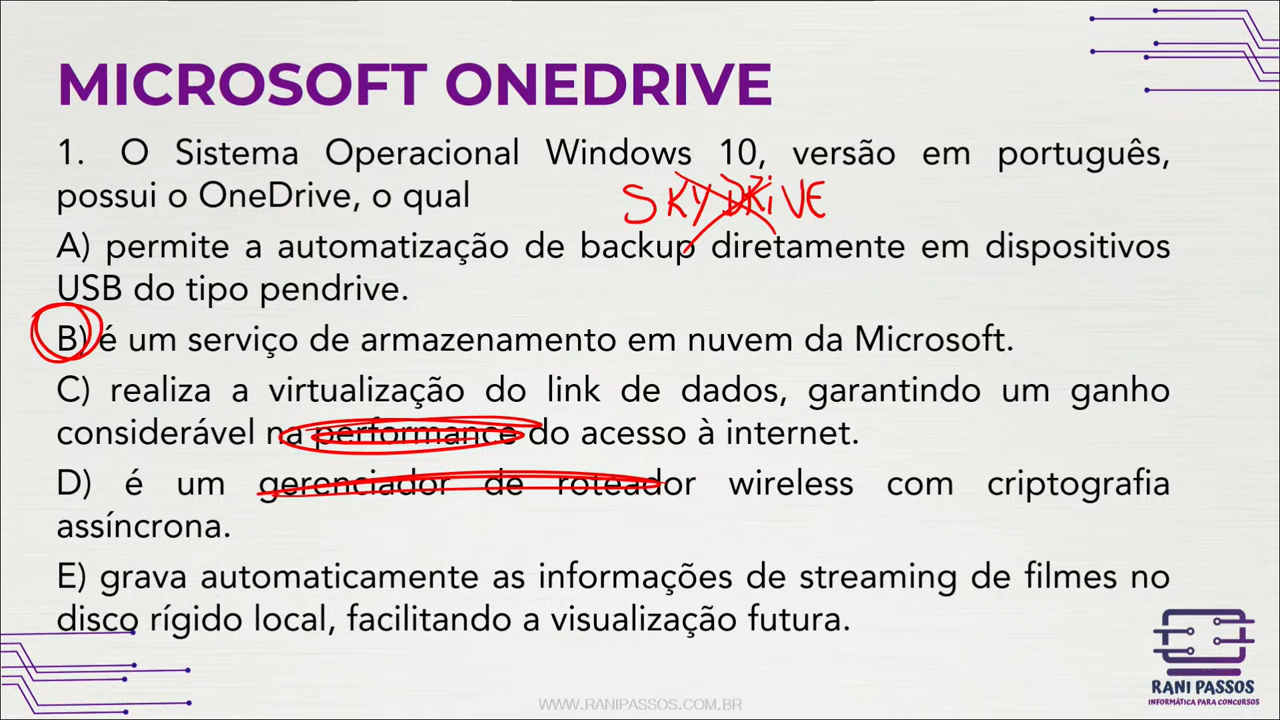 MICROSOFT ONEDRIVE
1. O Sistema Operacional Windows 10, versão em português,
possui o OneDrive, o qual
SKYDRiVE
A) permite a automatização de backup diretamente em dispositivos
USB do tipo pendrive.
B) é um serviço de armazenamento em nuvem da Microsoft.
C) realiza a virtualização do link de dados, garantindo um ganho
considerável na performance do acesso à internet.
D) é um gerenciador de roteador wireless com criptografia
assíncrona.
E) grava automaticamente as informações de streaming de filmes no
disco rígido local, facilitando a visualização futura.
RANI PASSOS
INFORMÁTICA PARA CONCURSOS
WWW.RANIPASSOS.COM.BR